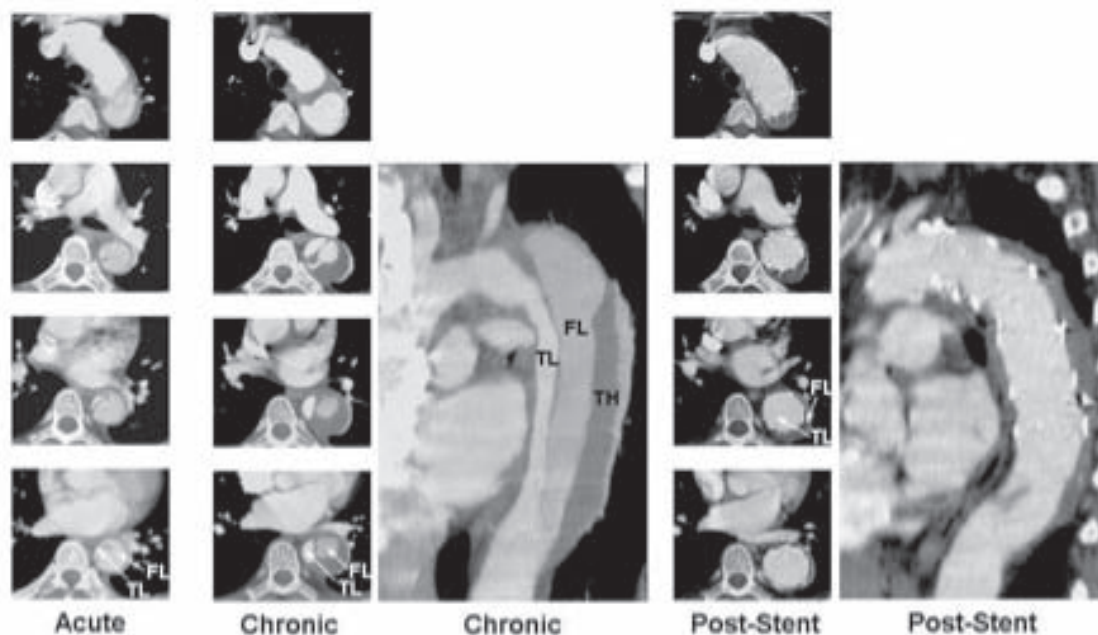 FL
TL
TH
FL
TL
FL
TL
FL
TL
Acute
Chronic
Chronic
Post-Stent
Post-Stent